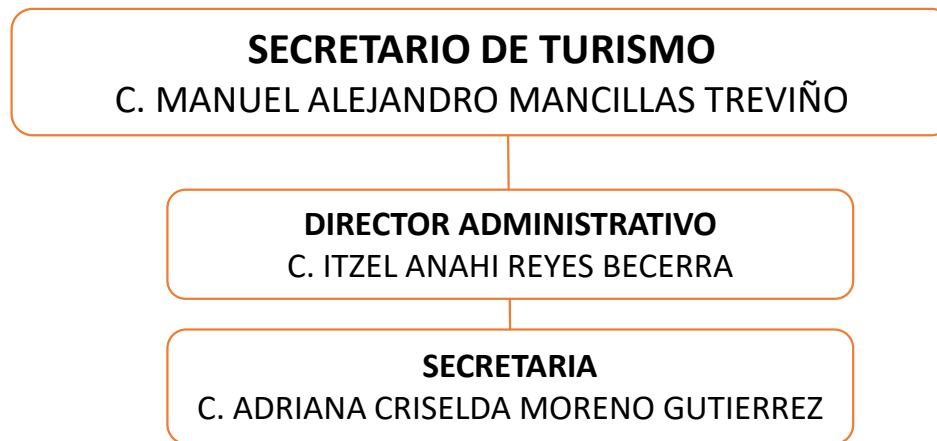 SECRETARIO DE TURISMO
C. MANUEL ALEJANDRO MANCILLAS TREVIÑO
DIRECTOR ADMINISTRATIVO
C. ITZEL ANAHI REYES BECERRA
SECRETARIA
C. ADRIANA CRISELDA MORENO GUTIERREZ